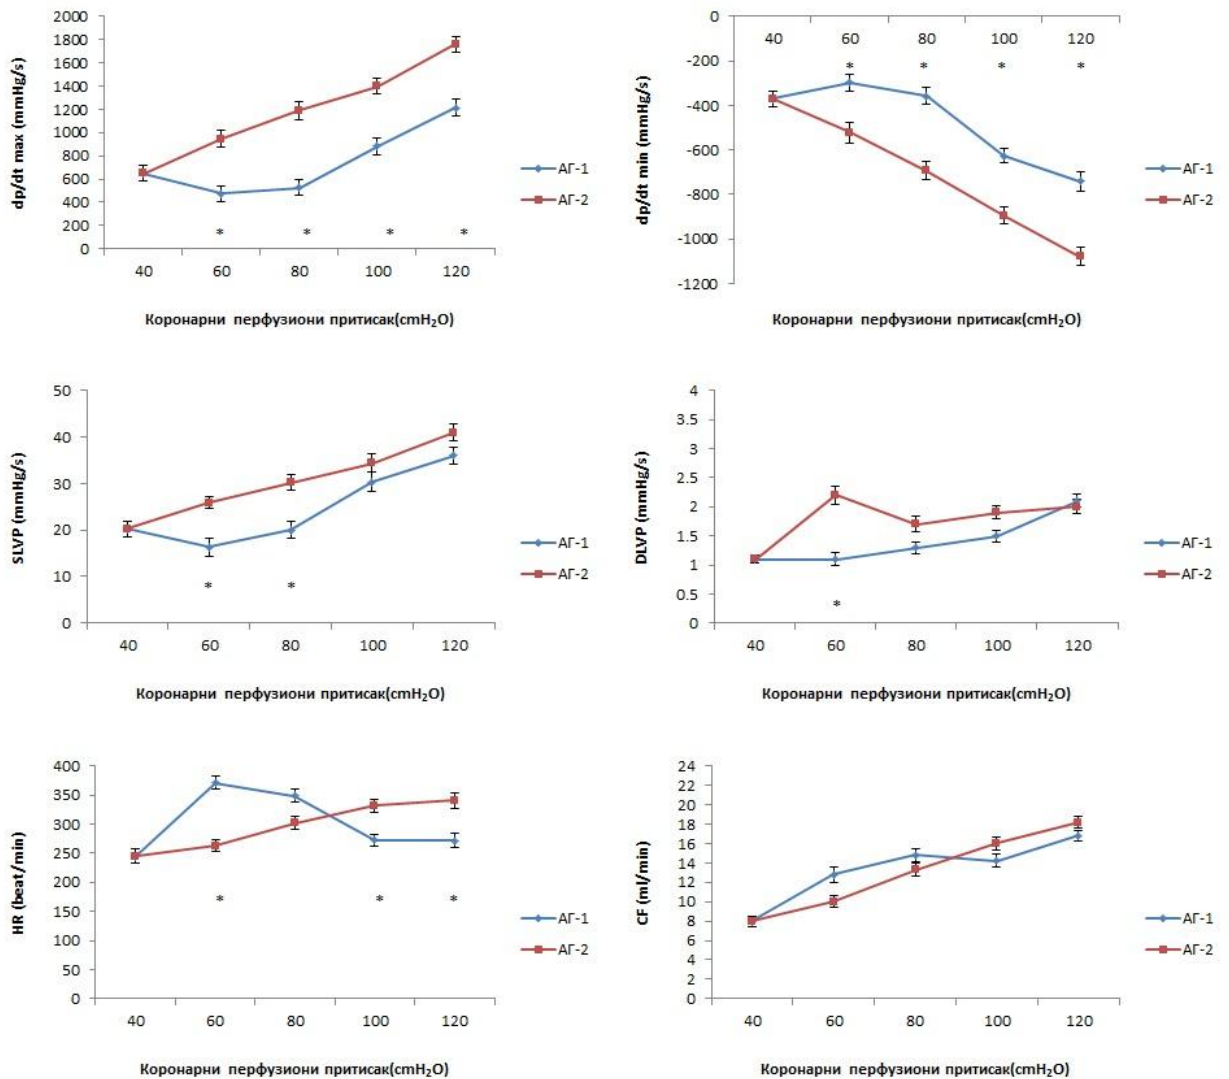 dp/dt max (mmHg/s)
2000
1800
1600
1400
1200
1000
800
600
400
200
0
* * * *
40 60 80 100 120
Коронарни перфузиони притисак(cmH₂O)
АГ-1
АГ-2
dp/dt min (mmHg/s)
0
-200
-400
-600
-800
-1000
-1200
40 60 80 100 120
* * * *
Коронарни перфузиони притисак(cmH₂O)
АГ-1
АГ-2
SLVP (mmHg/s)
50
40
30
20
10
0
* *
40 60 80 100 120
Коронарни перфузиони притисак(cmH₂O)
АГ-1
АГ-2
DLVP (mmHg/s)
4
3.5
3
2.5
2
1.5
1
0.5
0
*
40 60 80 100 120
Коронарни перфузиони притисак(cmH₂O)
АГ-1
АГ-2
HR (beat/min)
400
350
300
250
200
150
100
50
0
* * *
40 60 80 100 120
Коронарни перфузиони притисак(cmH₂O)
АГ-1
АГ-2
CF (ml/min)
24
22
20
18
16
14
12
10
8
6
4
2
0
40 60 80 100 120
Коронарни перфузиони притисак(cmH₂O)
АГ-1
АГ-2